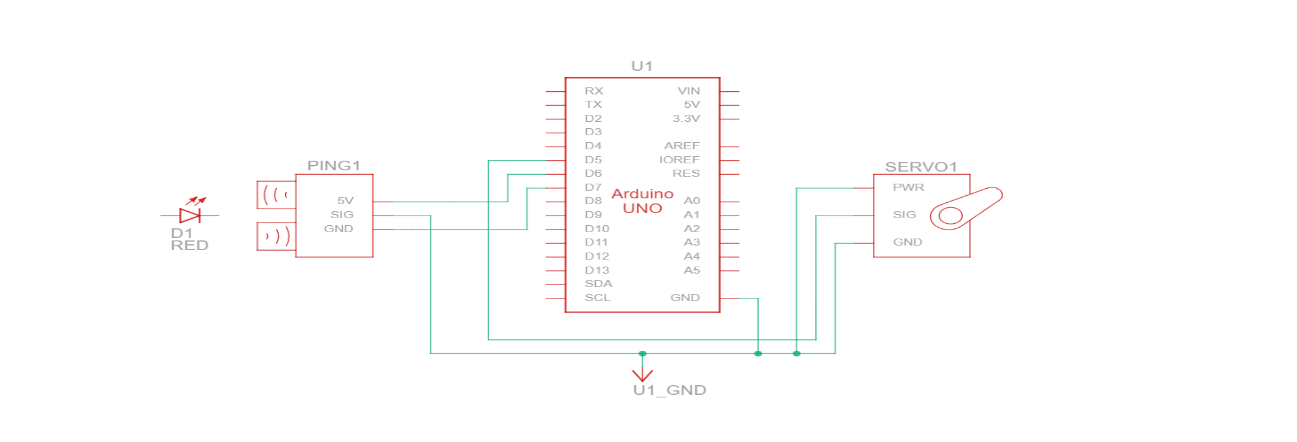 U1
RX
TX
D2
D3
D4
D5
D6
D7
D8
D9
D10
D11
D12
D13
SDA
SCL
Arduino
UNO
VIN
5V
3.3V
AREF
IOREF
RES
A0
A1
A2
A3
A4
A5
GND
PING1
5V
SIG
GND
D1
RED
SERVO1
PWR
SIG
GND
U1_GND